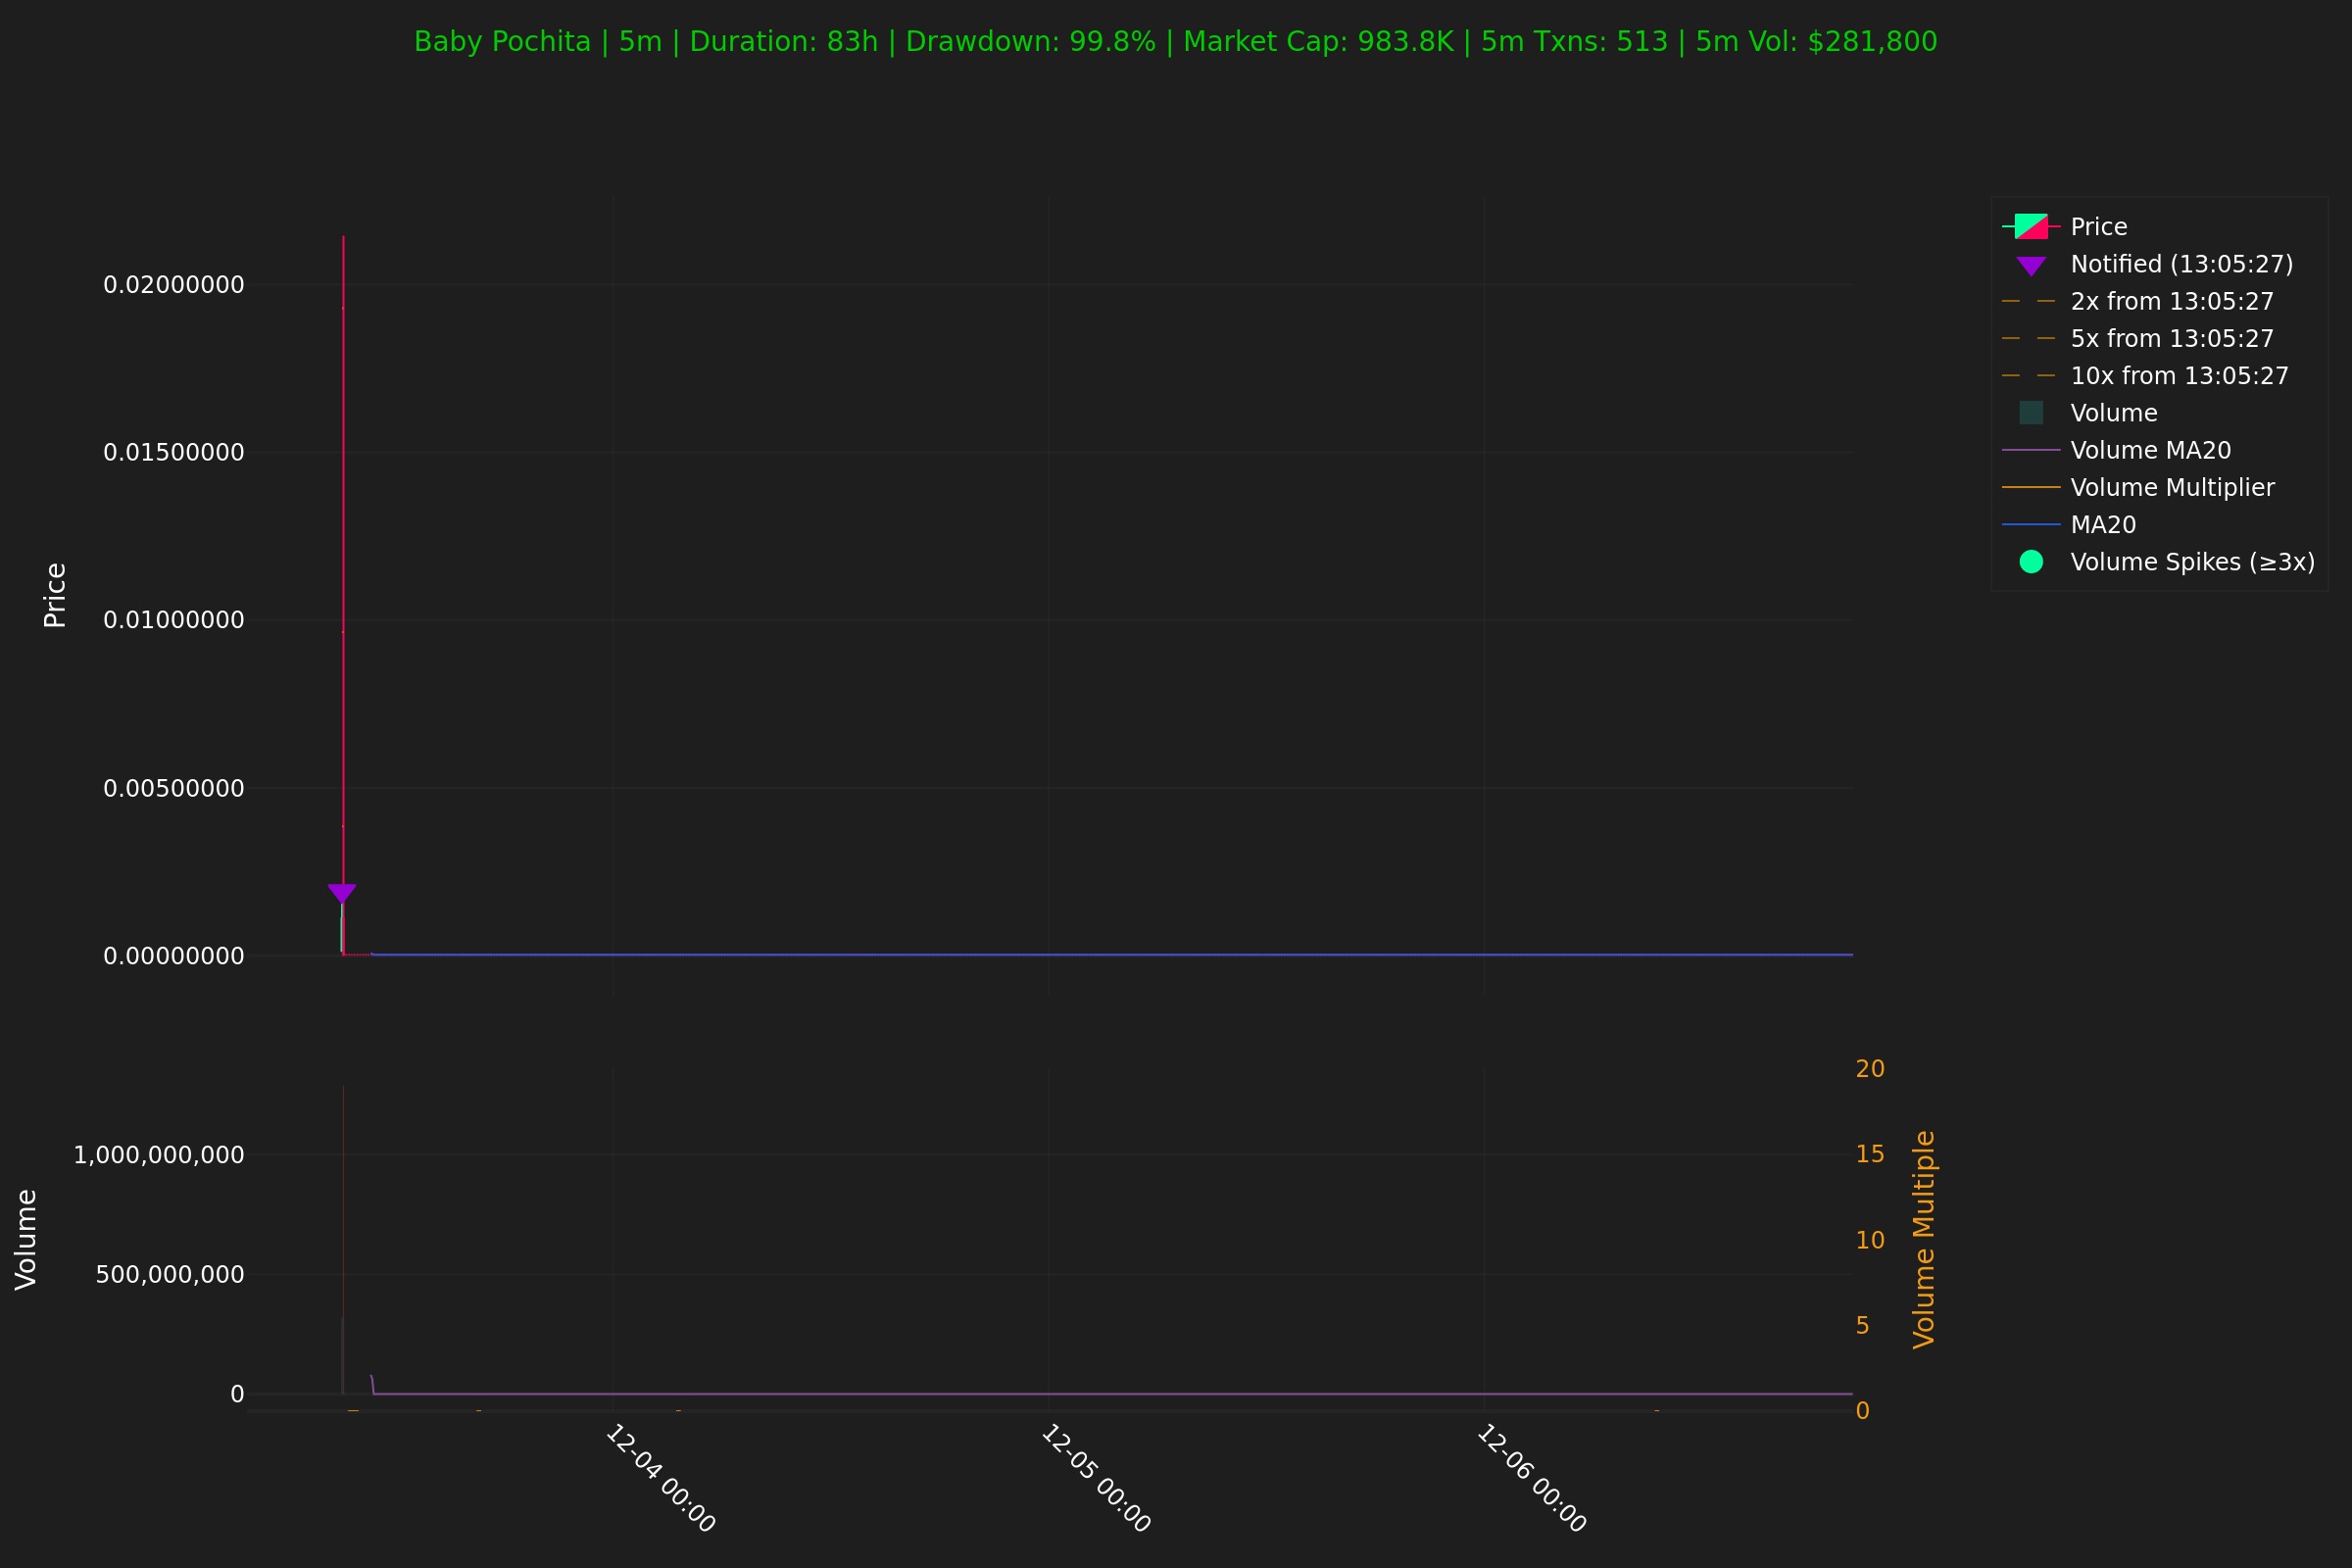 Baby Pochita | 5m | Duration: 83h | Drawdown: 99.8% | Market Cap: 983.8K | 5m Txns: 513 | 5m Vol: $281,800
Price
0.02000000
0.01500000
0.01000000
0.00500000
0.00000000
Price
Notified (13:05:27)
2x from 13:05:27
5x from 13:05:27
10x from 13:05:27
Volume
Volume MA20
Volume Multiplier
MA20
Volume Spikes (≥3x)
Volume
1,000,000,000
500,000,000
0
20
15
10
5
0
Volume Multiple
12-04 00:00
12-05 00:00
12-06 00:00